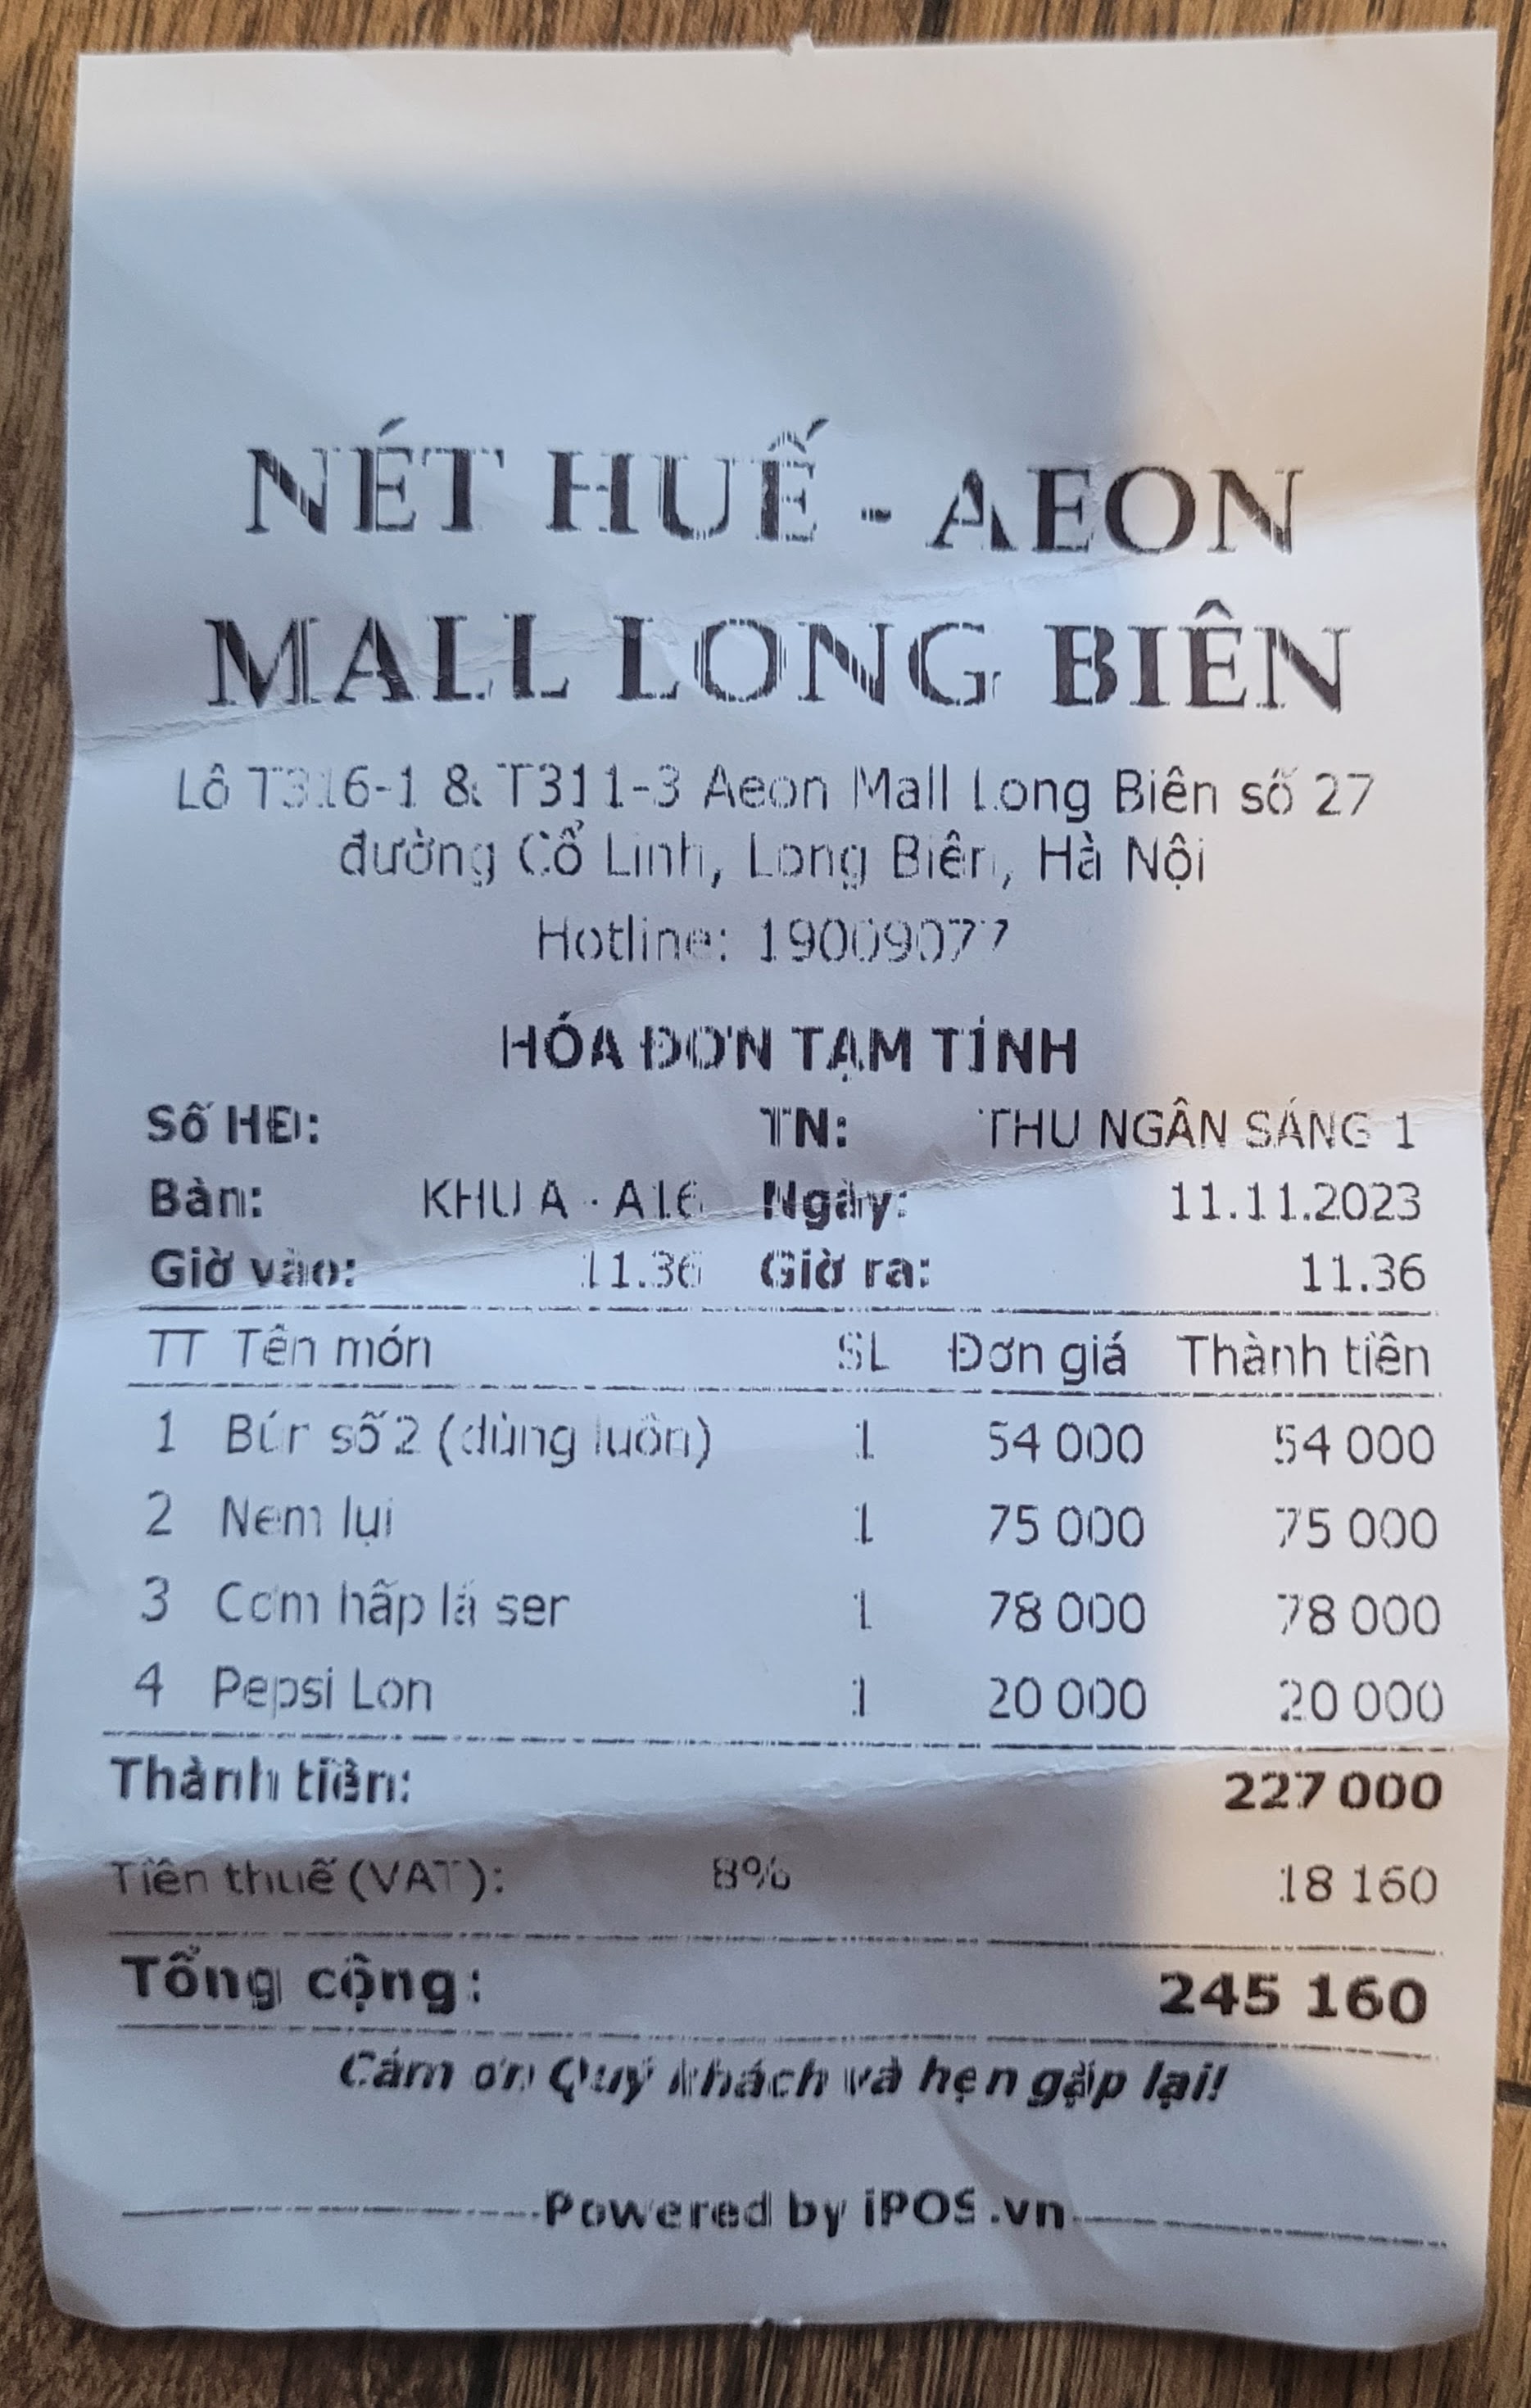 NÉT HUẾ - AEON
MALL LONG BIÊN
Lô T316-1 & T311-3 Aeon Mall Long Biên số 27
đường Cổ Linh, Long Biên, Hà Nội
Hotline: 19009077
HÓA ĐƠN TẠM TÍNH
Số HĐ: TN: THU NGÂN SÁNG 1
Bàn: KHU A - A16 Ngày: 11.11.2023
Giờ vào: 11.36 Giờ ra: 11.36
TT Tên món SL Đơn giá Thành tiền
1 Bún số 2 (dùng luôn) 1 54 000 54 000
2 Nem lụi 1 75 000 75 000
3 Cơm hấp lá sen 1 78 000 78 000
4 Pepsi Lon 1 20 000 20 000
Thành tiền: 227 000
Tiền thuế (VAT): 8% 18 160
Tổng cộng: 245 160
Cám ơn Quý khách và hẹn gặp lại!
Powered by iPOS.vn